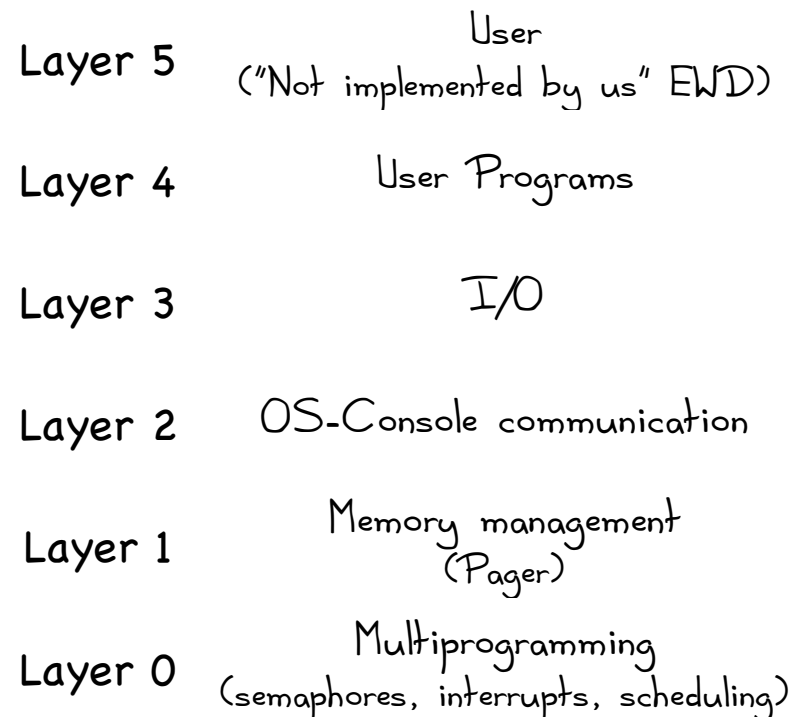 Layer 5
User
("Not implemented by us" EWD)
Layer 4
User Programs
Layer 3
I/O
Layer 2
OS-Console communication
Layer 1
Memory management
(Pager)
Layer 0
Multiprogramming
(semaphores, interrupts, scheduling)